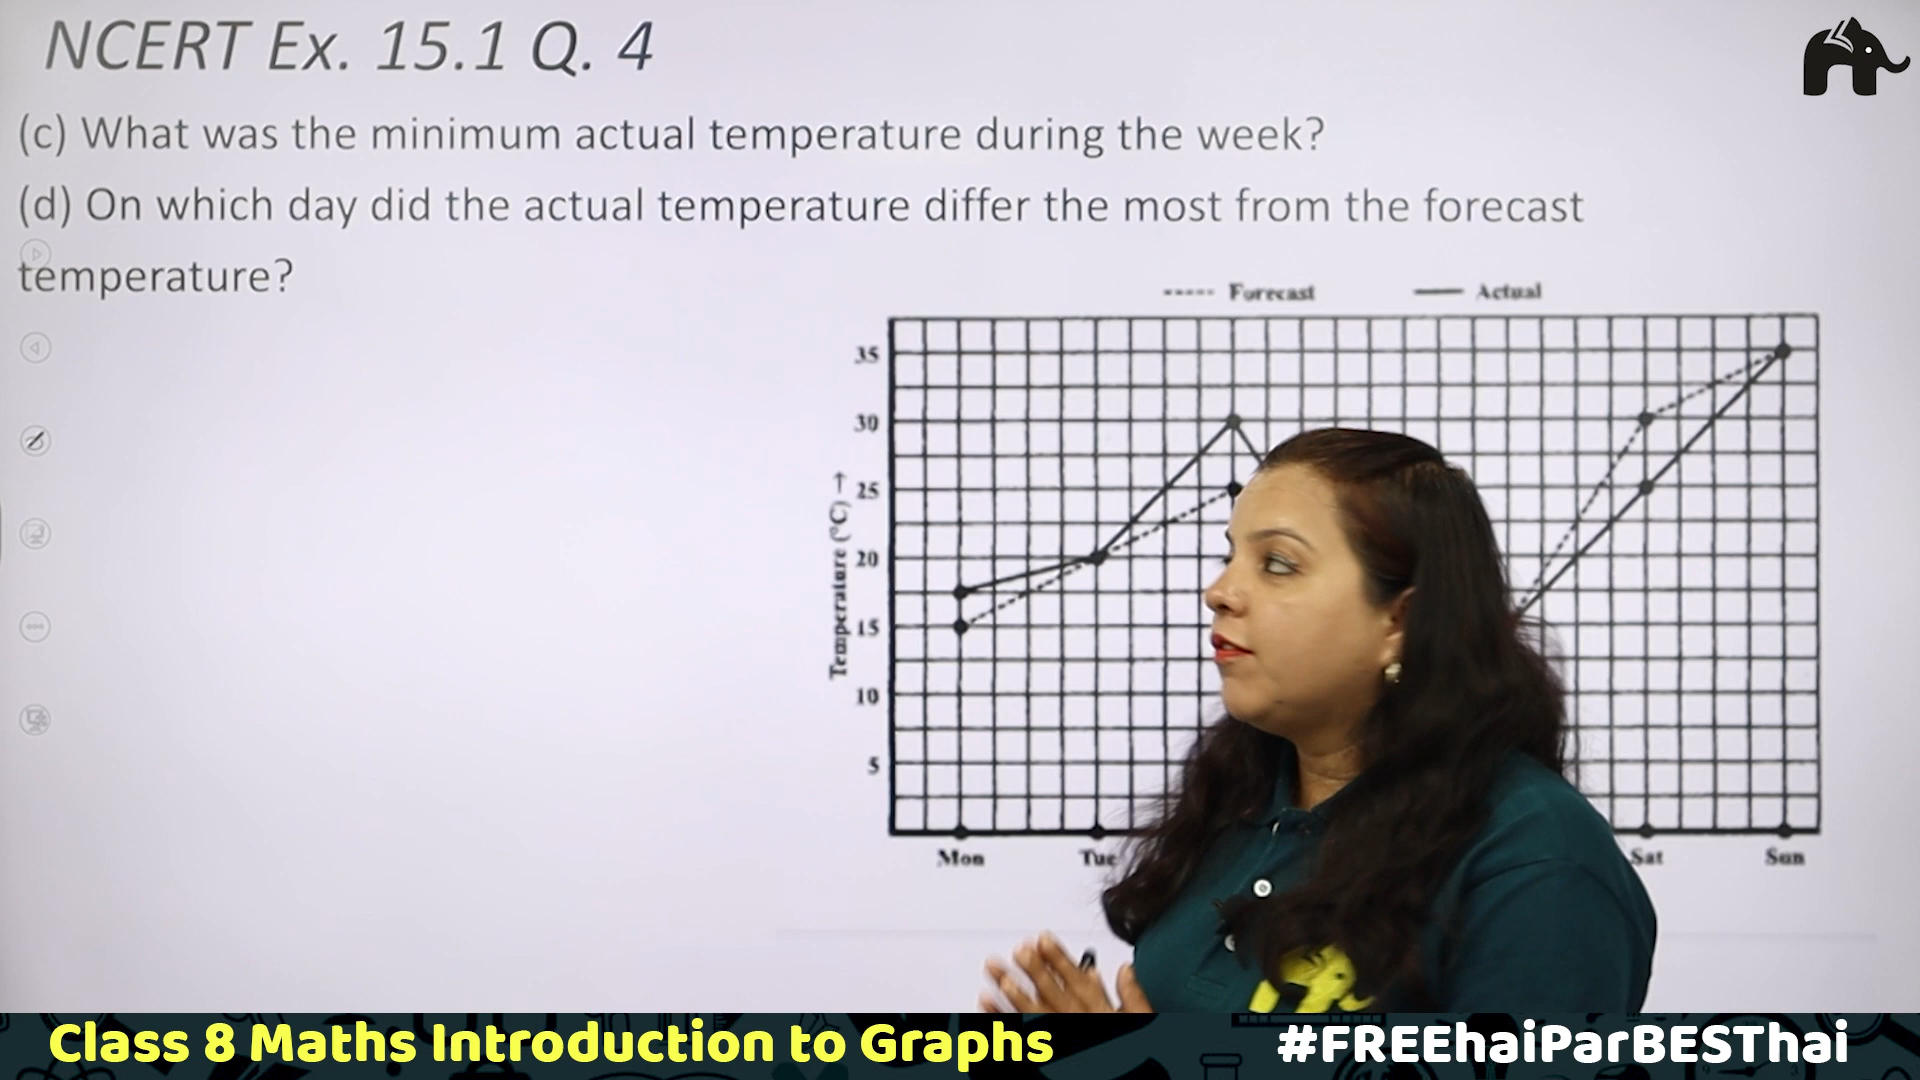 NCERT Ex. 15.1 Q. 4
(c) What was the minimum actual temperature during the week?
(d) On which day did the actual temperature differ the most from the forecast
temperature?
Forecast
Actual
35
30
25
20
15
10
5
Temperature (°C) →
Mon
Tue
Sat
Sun
Class 8 Maths Introduction to Graphs
#FREEhaiParBESThai